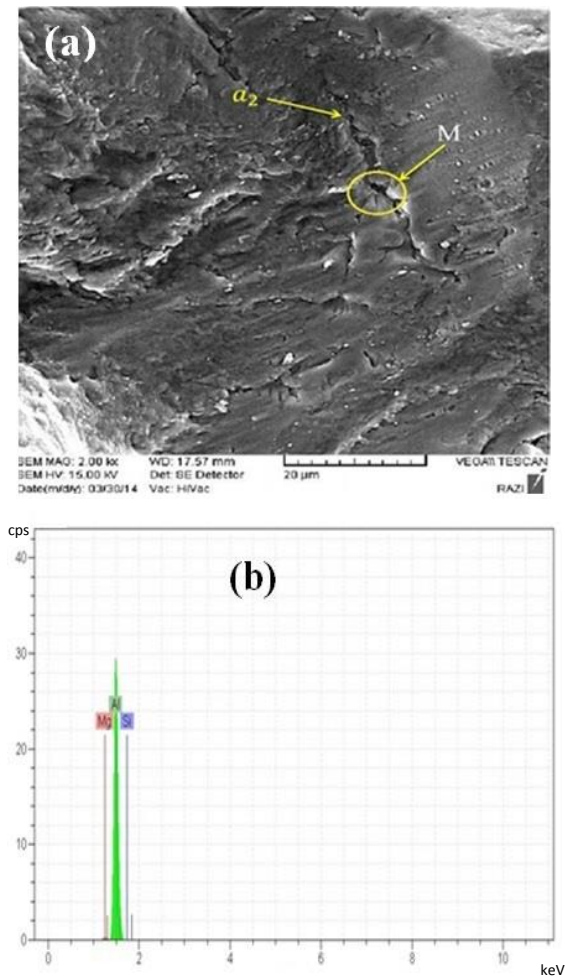 (a)
a₂
M
SEM MAG: 2.00 kx WD: 17.57 mm VEGA\\ TESCAN
SEM HV: 15.00 kV Det: SE Detector 20 µm
Date(m/d/y): 03/30/14 Vac: HiVac RAZI
cps
(b)
40
30
Al
Mg Si
20
10
0
0 2 4 6 8 10
keV